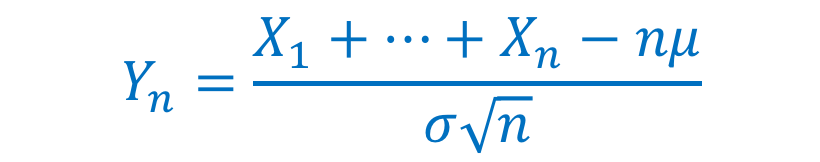 Yₙ = (X₁ + ⋯ + Xₙ − nμ) / (σ√n)